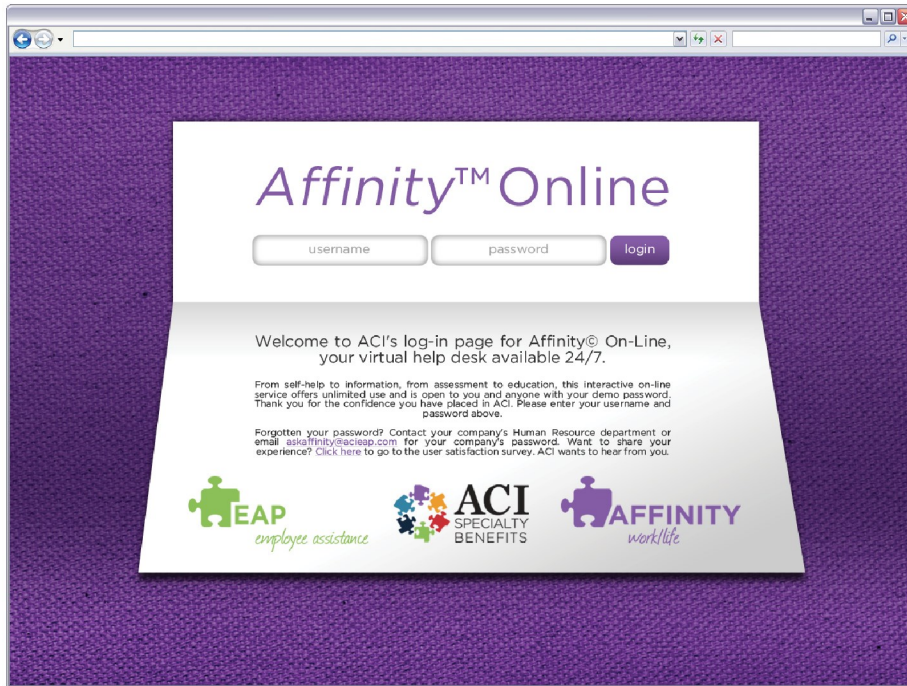 Affinity™ Online
username password login
Welcome to ACI's log-in page for Affinity© On-Line,
your virtual help desk available 24/7.
From self-help to information, from assessment to education, this interactive on-line
service offers unlimited use and is open to you and anyone with your demo password.
Thank you for the confidence you have placed in ACI. Please enter your username and
password above.
Forgotten your password? Contact your company's Human Resource department or
email askaffinity@acieap.com for your company's password. Want to share your
experience? Click here to go to the user satisfaction survey. ACI wants to hear from you.
EAP
employee assistance
ACI
SPECIALTY
BENEFITS
AFFINITY
work/life